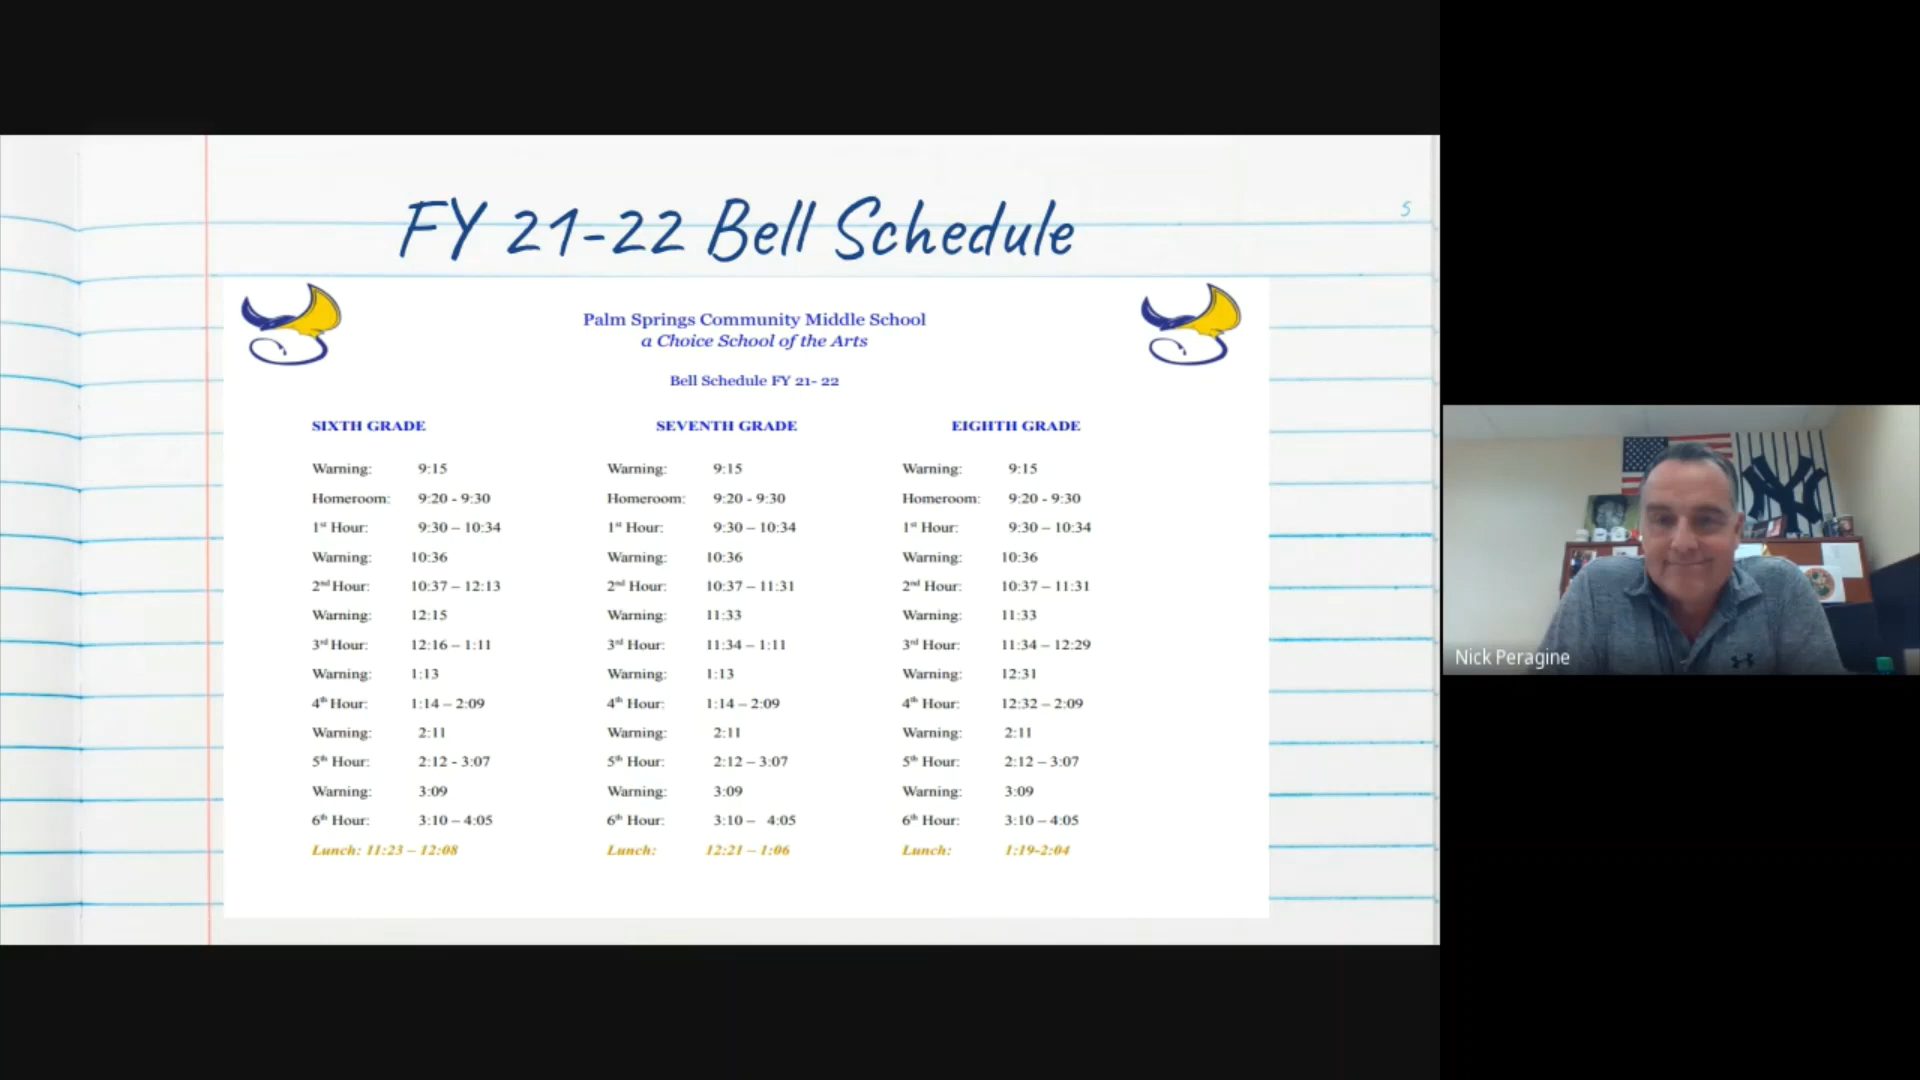 FY 21-22 Bell Schedule
5
Palm Springs Community Middle School
a Choice School of the Arts
Bell Schedule FY 21- 22
SIXTH GRADE SEVENTH GRADE EIGHTH GRADE
Warning: 9:15 Warning: 9:15 Warning: 9:15
Homeroom: 9:20 - 9:30 Homeroom: 9:20 - 9:30 Homeroom: 9:20 - 9:30
1st Hour: 9:30 – 10:34 1st Hour: 9:30 – 10:34 1st Hour: 9:30 – 10:34
Warning: 10:36 Warning: 10:36 Warning: 10:36
2nd Hour: 10:37 – 12:13 2nd Hour: 10:37 – 11:31 2nd Hour: 10:37 – 11:31
Warning: 12:15 Warning: 11:33 Warning: 11:33
3rd Hour: 12:16 – 1:11 3rd Hour: 11:34 – 1:11 3rd Hour: 11:34 – 12:29
Warning: 1:13 Warning: 1:13 Warning: 12:31
4th Hour: 1:14 – 2:09 4th Hour: 1:14 – 2:09 4th Hour: 12:32 – 2:09
Warning: 2:11 Warning: 2:11 Warning: 2:11
5th Hour: 2:12 - 3:07 5th Hour: 2:12 – 3:07 5th Hour: 2:12 – 3:07
Warning: 3:09 Warning: 3:09 Warning: 3:09
6th Hour: 3:10 – 4:05 6th Hour: 3:10 – 4:05 6th Hour: 3:10 – 4:05
Lunch: 11:23 – 12:08 Lunch: 12:21 – 1:06 Lunch: 1:19-2:04
NY
Nick Peragine